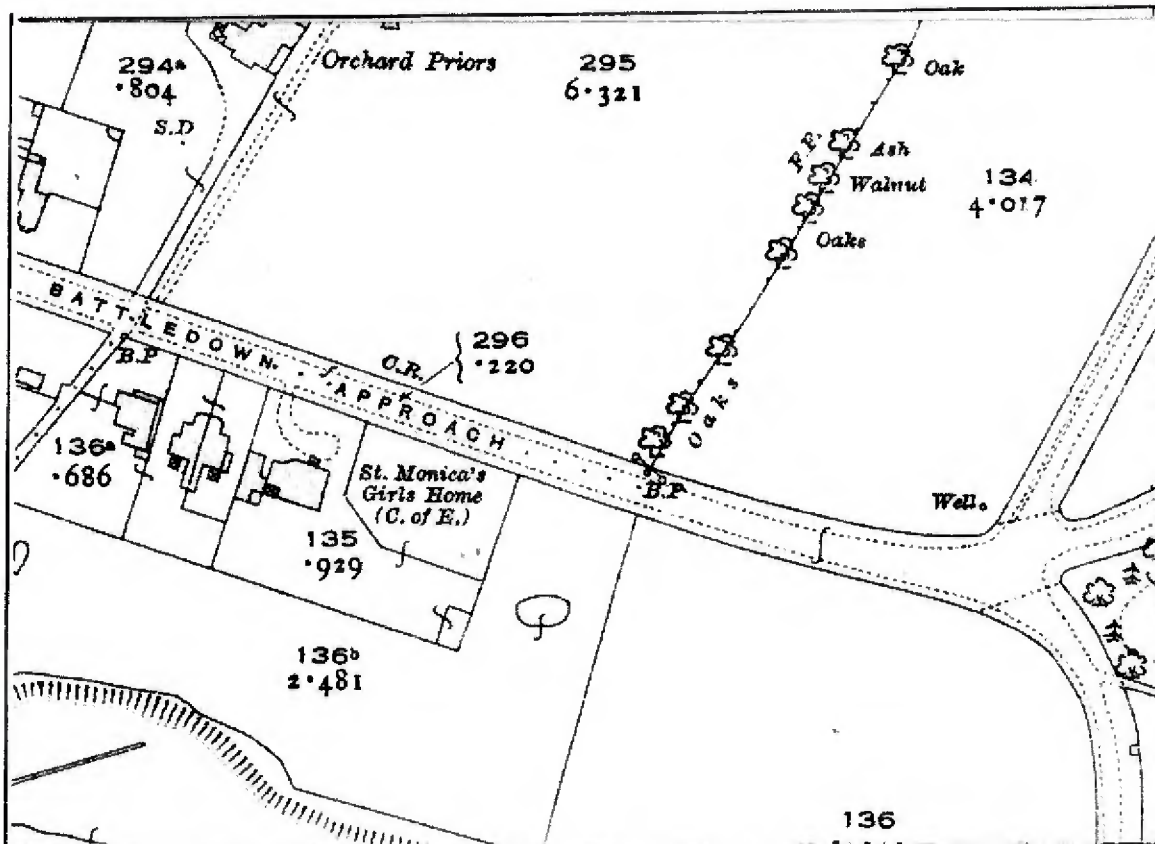 294a
·804
S.D.
Orchard Priors
295
6·321
Oak
F.F.
Ash
Walnut
134
4·017
Oaks
BATTLEDOWN APPROACH
B.P
C.R.
296
·220
Oaks
136a
·686
St. Monica's
Girls Home
(C. of E.)
B.P
Well.
135
·929
136b
2·481
136